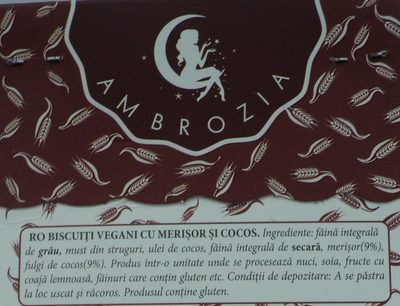 AMBROZIA
RO BISCUIȚI VEGANI CU MERIȘOR ȘI COCOS. Ingrediente: făină integrală
de grâu, must din struguri, ulei de cocos, făină integrală de secară, merișor(9%),
fulgi de cocos(9%). Produs într-o unitate unde se procesează nuci, soia, fructe cu
coajă lemnoasă, făinuri care conțin gluten etc. Condiții de depozitare: A se păstra
la loc uscat și răcoros. Produsul conține gluten.